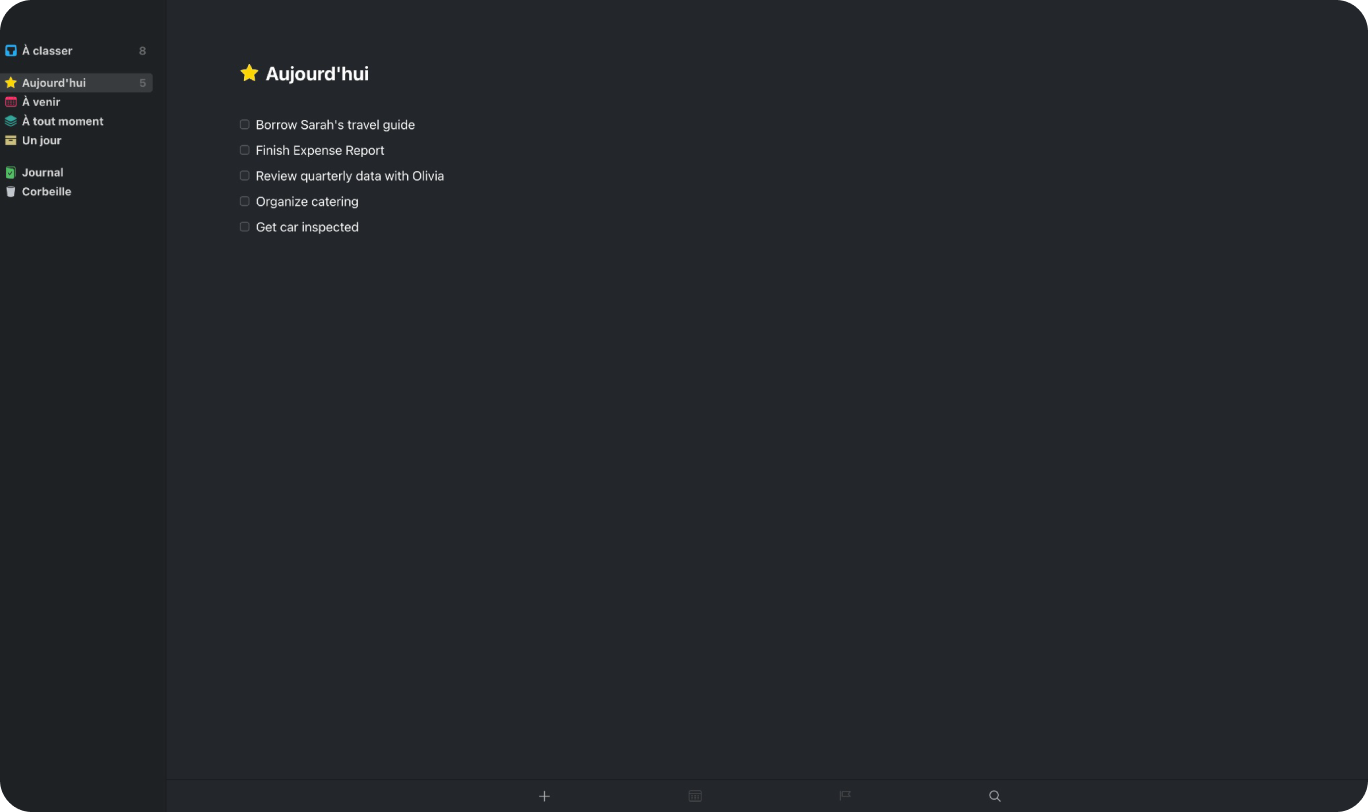 À classer 8
Aujourd'hui 5
À venir
À tout moment
Un jour
Journal
Corbeille
Aujourd'hui
Borrow Sarah's travel guide
Finish Expense Report
Review quarterly data with Olivia
Organize catering
Get car inspected